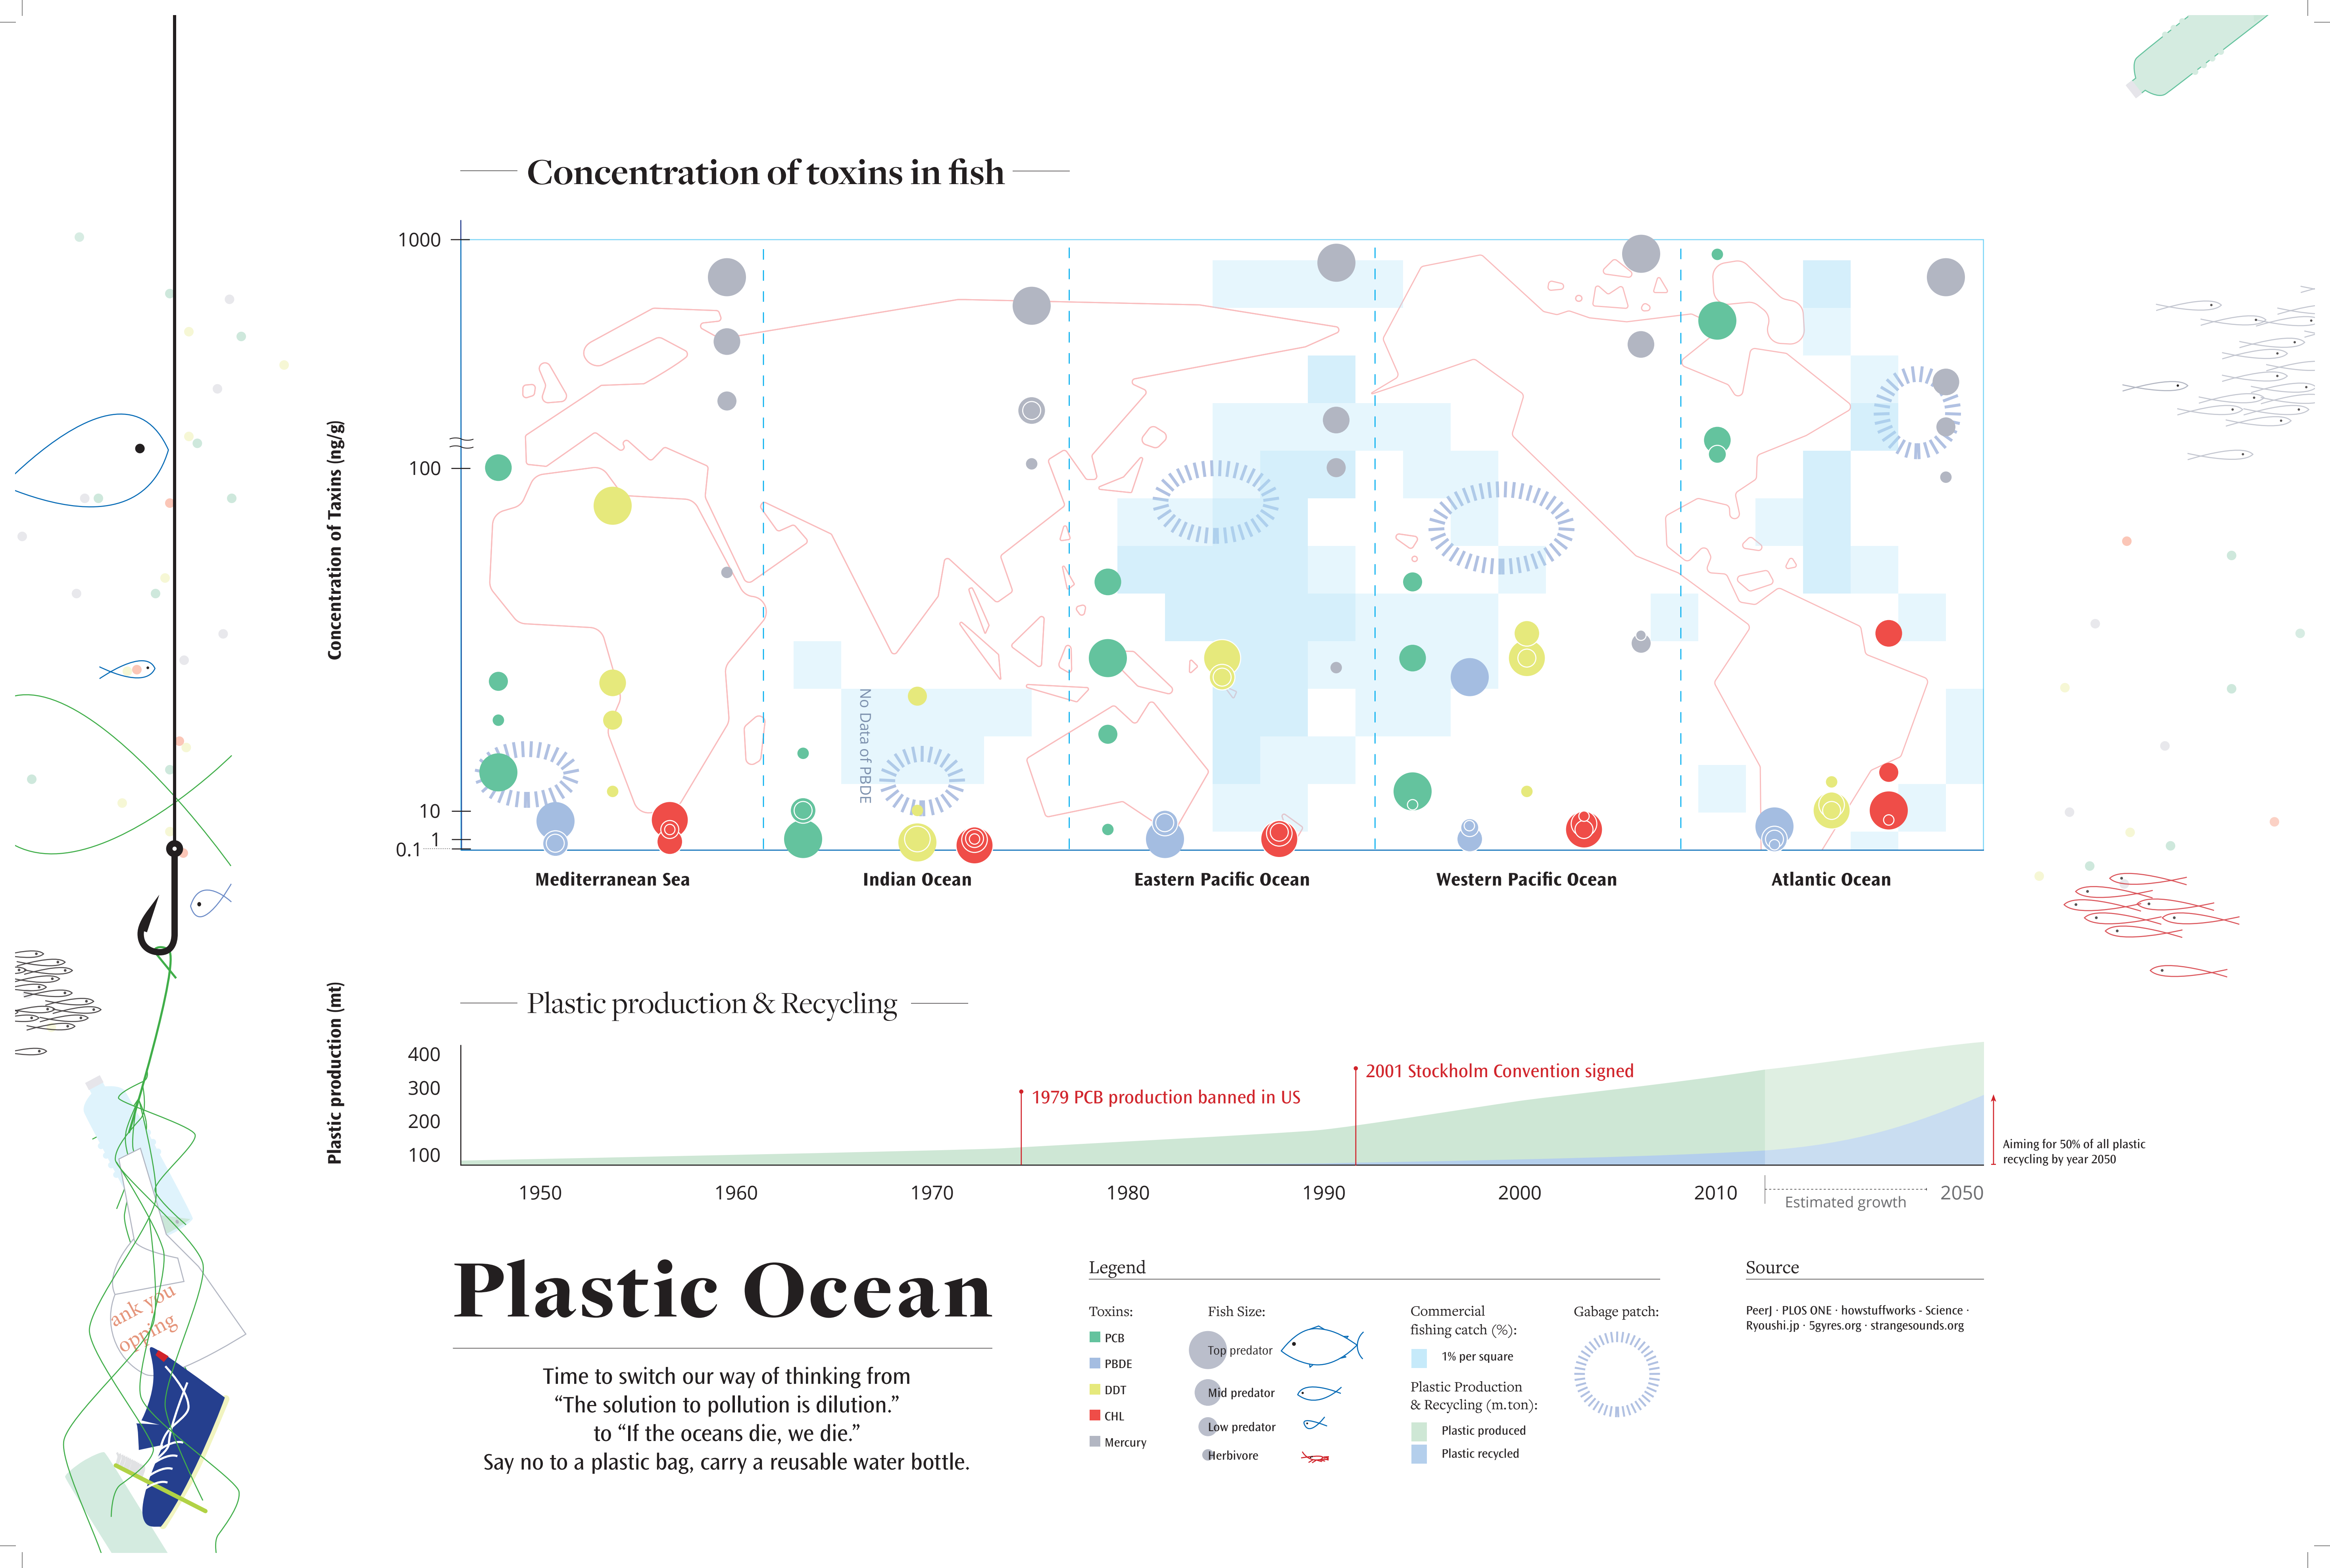 Concentration of toxins in fish
Concentration of Taxins (ng/g)
1000
100
10
1
0.1
No Data of PBDE
Mediterranean Sea
Indian Ocean
Eastern Pacific Ocean
Western Pacific Ocean
Atlantic Ocean
Plastic production & Recycling
Plastic production (mt)
400
300
200
100
1979 PCB production banned in US
2001 Stockholm Convention signed
Aiming for 50% of all plastic
recycling by year 2050
1950
1960
1970
1980
1990
2000
2010
2050
Estimated growth
ank you
opping
Plastic Ocean
Time to switch our way of thinking from
“The solution to pollution is dilution.”
to “If the oceans die, we die.”
Say no to a plastic bag, carry a reusable water bottle.
Legend
Toxins:
PCB
PBDE
DDT
CHL
Mercury
Fish Size:
Top predator
Mid predator
Low predator
Herbivore
Commercial
fishing catch (%):
1% per square
Plastic Production
& Recycling (m.ton):
Plastic produced
Plastic recycled
Gabage patch:
Source
PeerJ · PLOS ONE · howstuffworks - Science ·
Ryoushi.jp · 5gyres.org · strangesounds.org